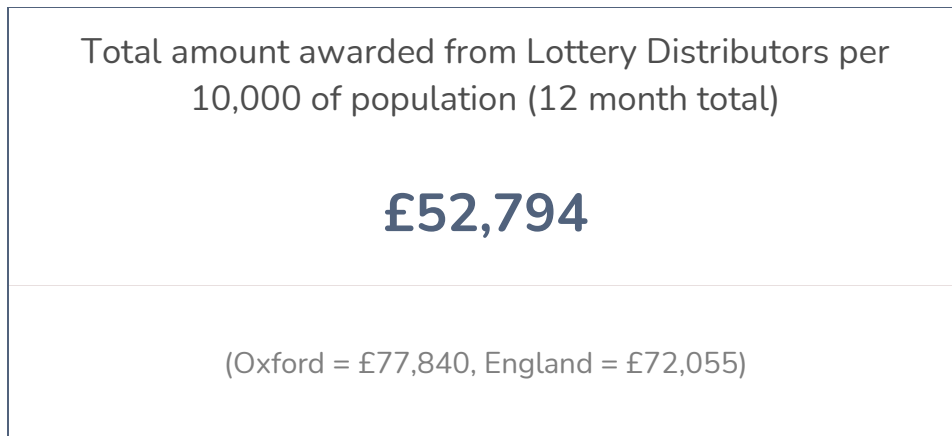 Total amount awarded from Lottery Distributors per
10,000 of population (12 month total)
£52,794
(Oxford = £77,840, England = £72,055)